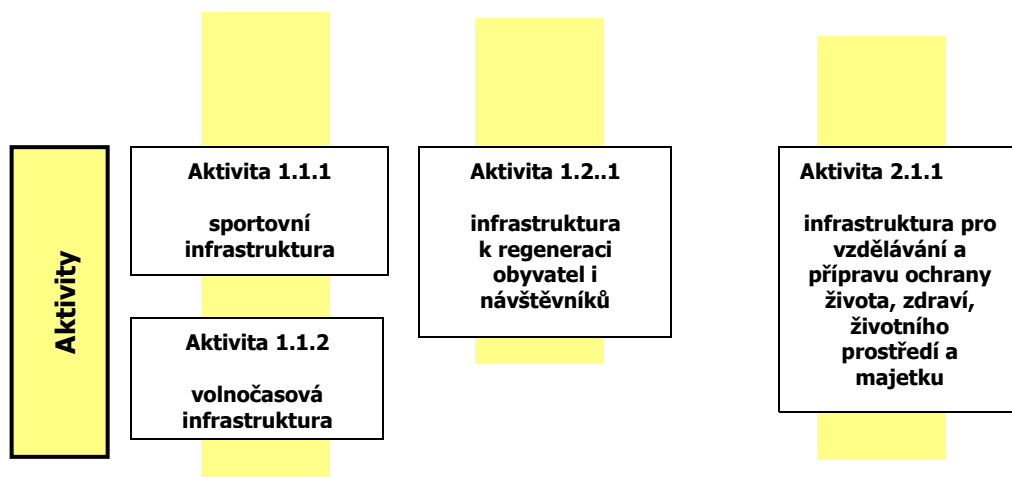 Aktivity
Aktivita 1.1.1
sportovní
infrastruktura
Aktivita 1.1.2
volnočasová
infrastruktura
Aktivita 1.2..1
infrastruktura
k regeneraci
obyvatel i
návštěvníků
Aktivita 2.1.1
infrastruktura pro
vzdělávání a
přípravu ochrany
života, zdraví,
životního
prostředí a
majetku